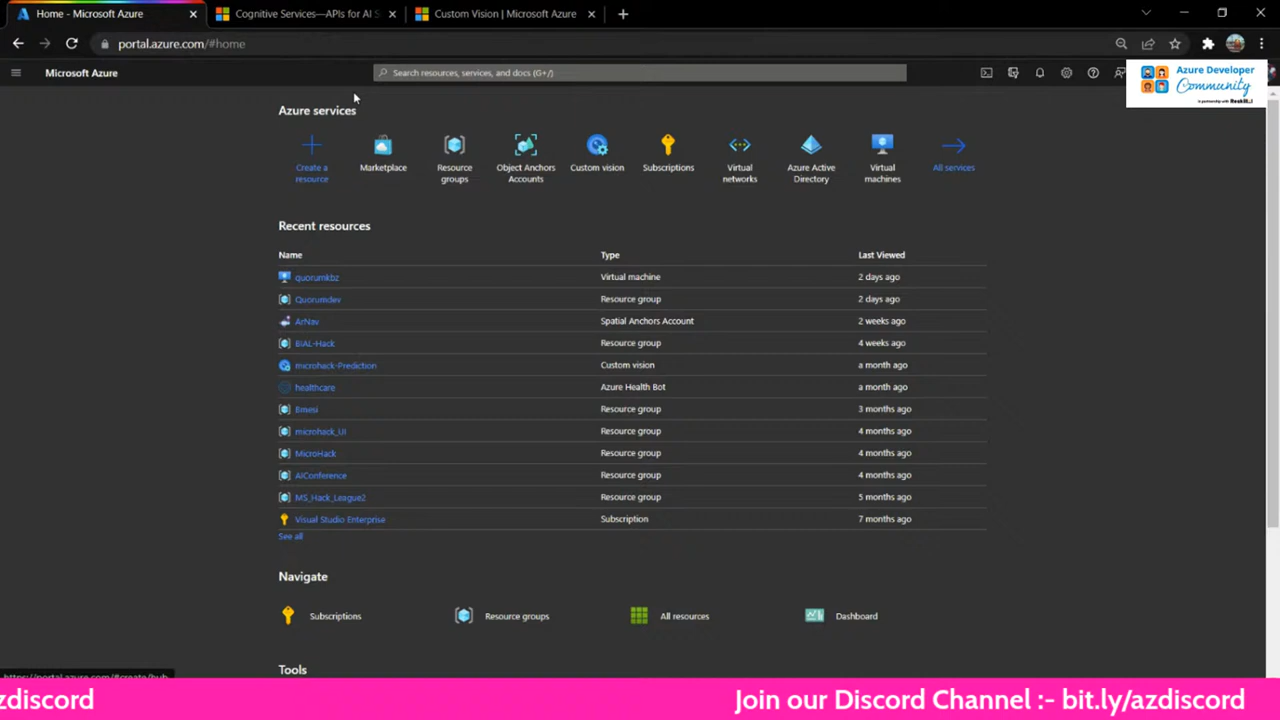 Home - Microsoft Azure
Cognitive Services—APIs for AI S
Custom Vision | Microsoft Azure
portal.azure.com/#home
Microsoft Azure
Search resources, services, and docs (G+/)
Azure Developer
Community
Azure services
Create a resource
Marketplace
Resource groups
Object Anchors Accounts
Custom vision
Subscriptions
Virtual networks
Azure Active Directory
Virtual machines
All services
Recent resources
Name Type Last Viewed
quorumkbz Virtual machine 2 days ago
Quorumdev Resource group 2 days ago
ArNav Spatial Anchors Account 2 weeks ago
BIAL-Hack Resource group 4 weeks ago
microhack-Prediction Custom vision a month ago
healthcare Azure Health Bot a month ago
Bmesi Resource group 3 months ago
microhack_UI Resource group 4 months ago
MicroHack Resource group 4 months ago
AIConference Resource group 4 months ago
MS_Hack_League2 Resource group 5 months ago
Visual Studio Enterprise Subscription 7 months ago
See all
Navigate
Subscriptions Resource groups All resources Dashboard
Tools
https://portal.azure.com/#create/hub
zdiscord Join our Discord Channel :- bit.ly/azdiscord